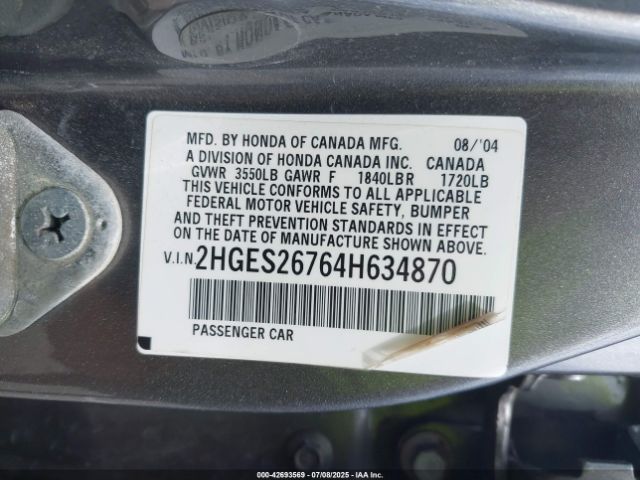 MFD. BY HONDA OF CANADA MFG. 08/'04
A DIVISION OF HONDA CANADA INC. CANADA
GVWR 3550LB GAWR F 1840LB R 1720LB
THIS VEHICLE CONFORMS TO ALL APPLICABLE
FEDERAL MOTOR VEHICLE SAFETY, BUMPER
AND THEFT PREVENTION STANDARDS IN EFFECT
ON THE DATE OF MANUFACTURE SHOWN ABOVE.
V.I.N. 2HGES26764H634870
PASSENGER CAR
000-42693569 - 07/08/2025 - IAA Inc.